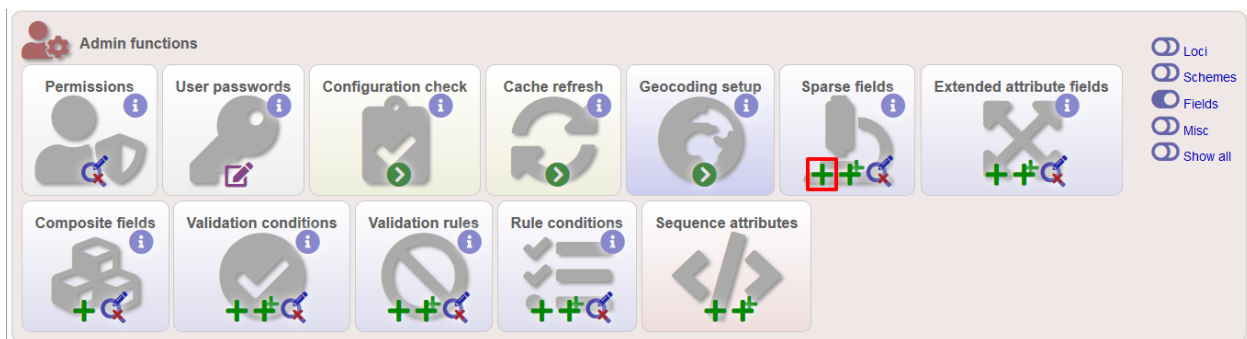 Admin functions
Loci
Schemes
Fields
Misc
Show all
Permissions
User passwords
Configuration check
Cache refresh
Geocoding setup
Sparse fields
Extended attribute fields
Composite fields
Validation conditions
Validation rules
Rule conditions
Sequence attributes